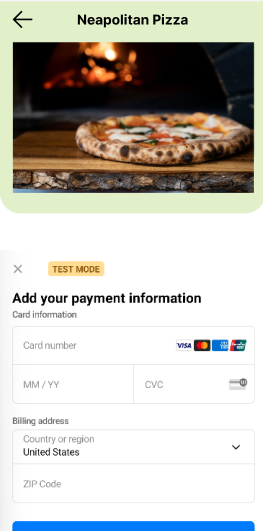 Neapolitan Pizza
TEST MODE
Add your payment information
Card information
Card number VISA
MM / YY CVC
Billing address
Country or region
United States
ZIP Code